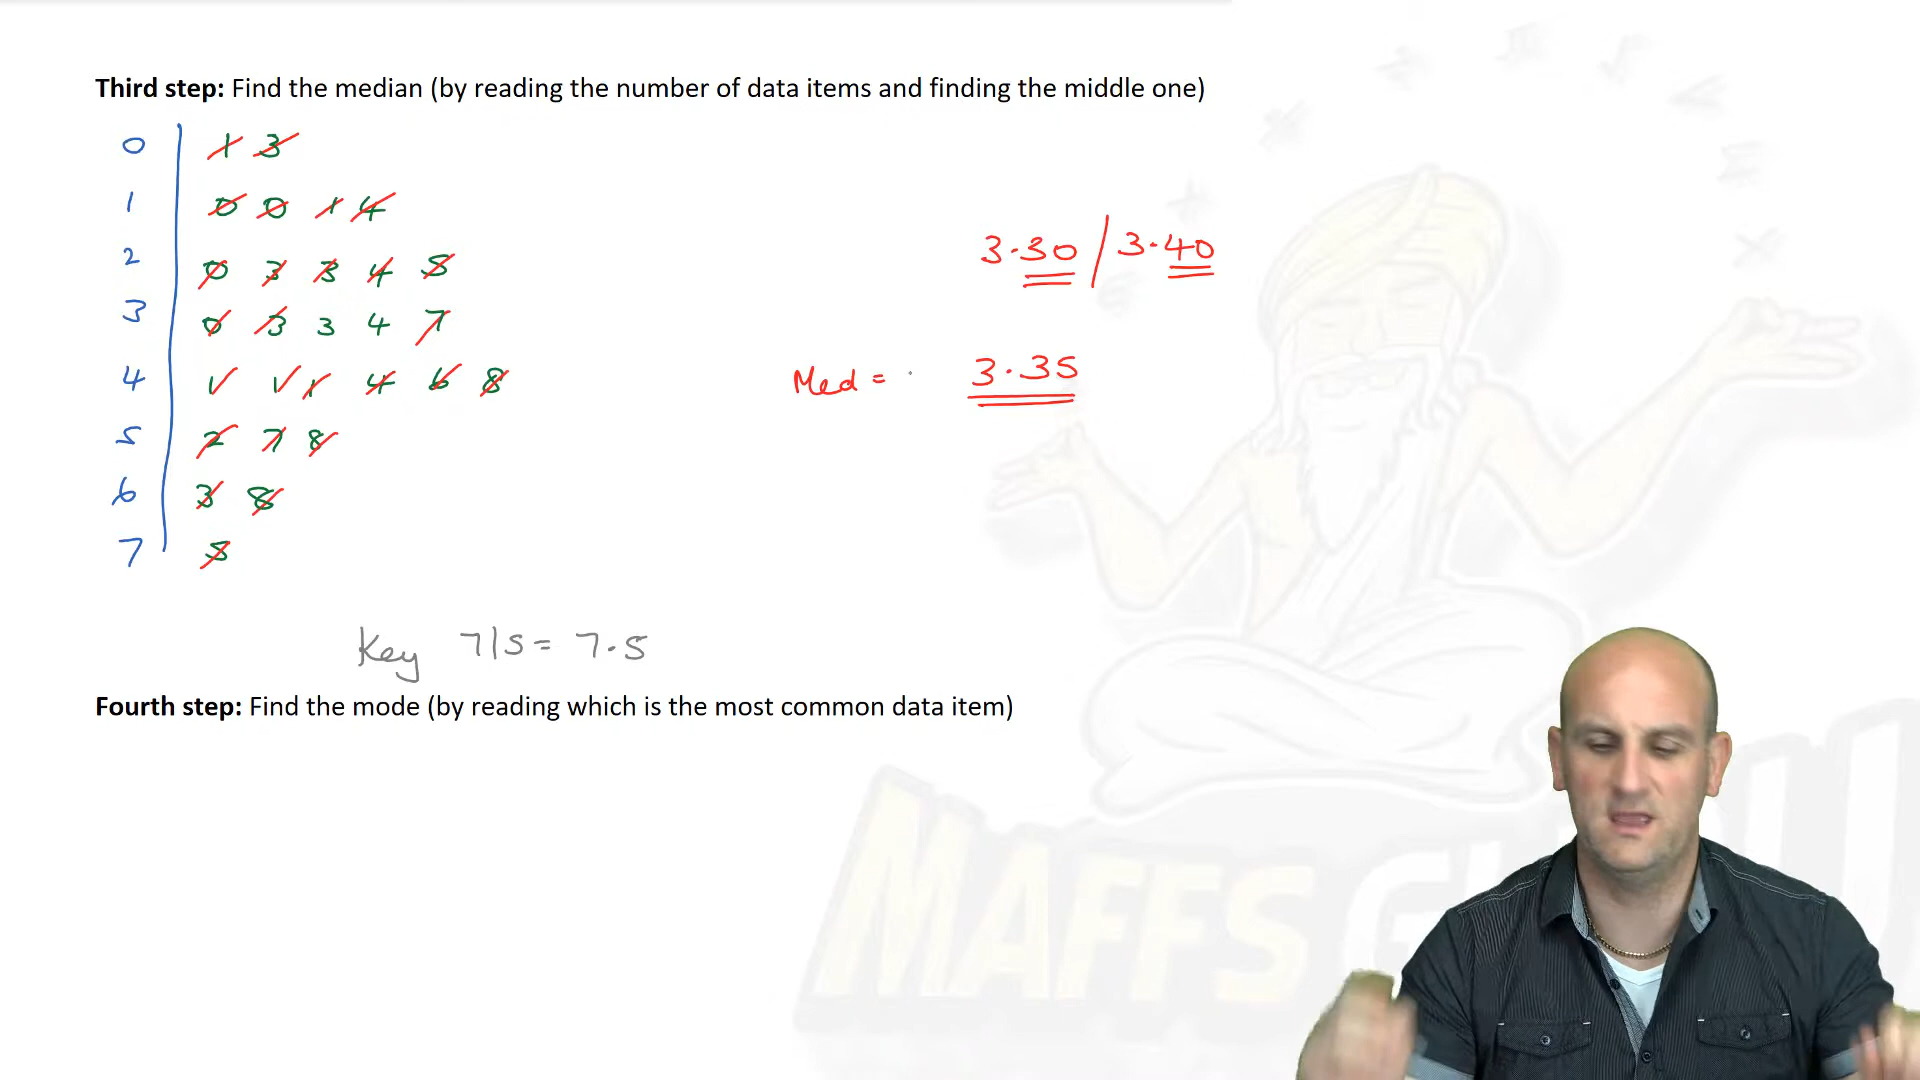 Third step: Find the median (by reading the number of data items and finding the middle one)
0 | 1 3
1 | 0 0 1 4
2 | 0 3 3 4 5
3 | 0 3 3 4 7
4 | 1 1 1 4 6 8
5 | 2 7 8
6 | 3 8
7 | 5
3.30 / 3.40
Med = 3.35
Key 7|5 = 7.5
Fourth step: Find the mode (by reading which is the most common data item)
MAFFS G